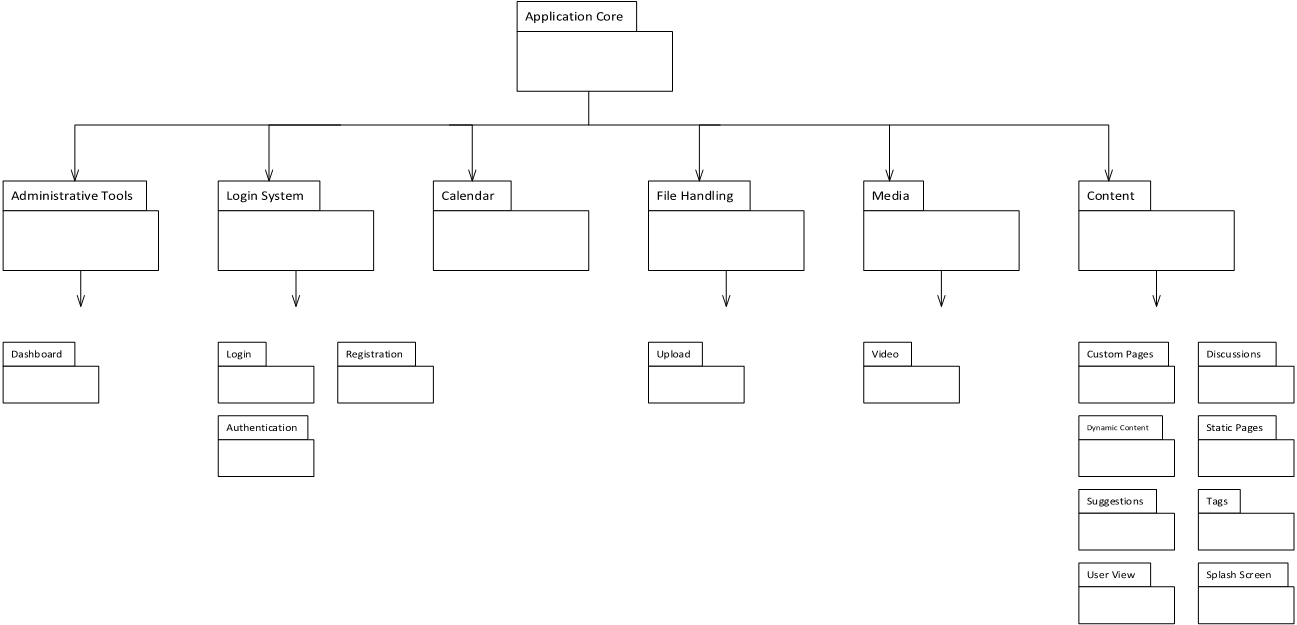 Application Core
Administrative Tools
Login System
Calendar
File Handling
Media
Content
Dashboard
Login
Registration
Upload
Video
Custom Pages
Discussions
Authentication
Dynamic Content
Static Pages
Suggestions
Tags
User View
Splash Screen